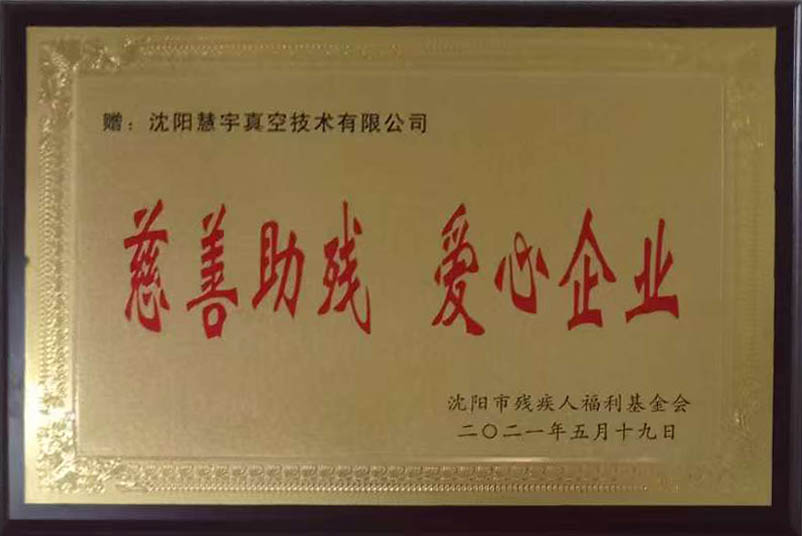 赠：沈阳慧宇真空技术有限公司
慈善助残 爱心企业
沈阳市残疾人福利基金会
二〇二一年五月十九日